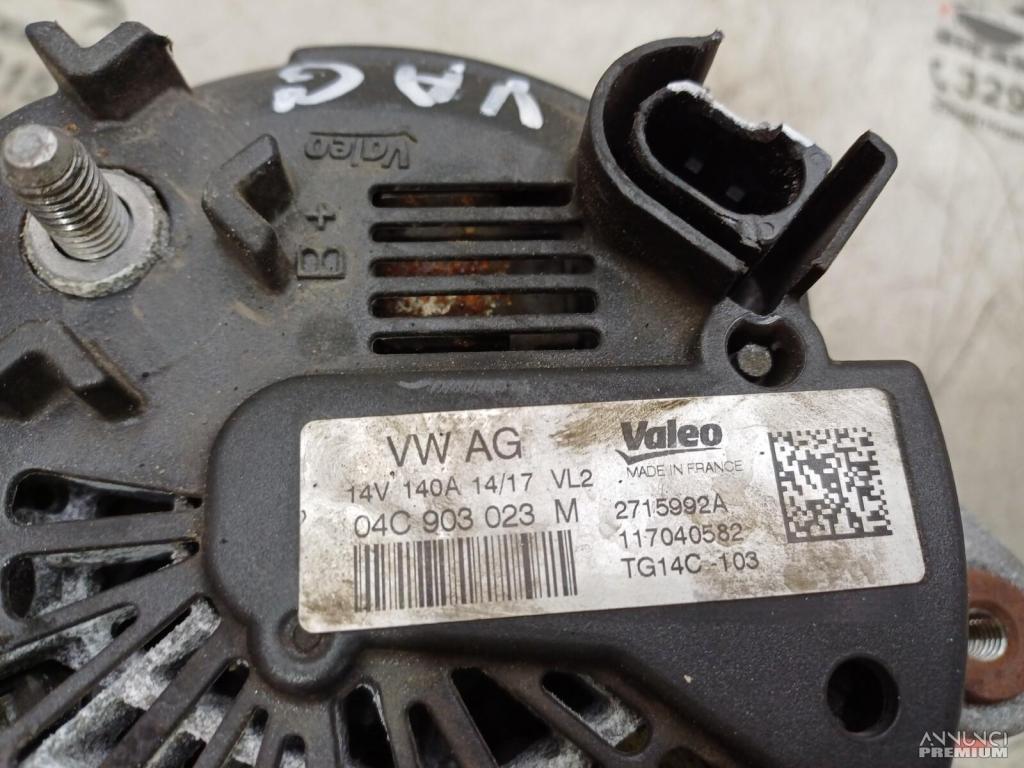 VAG
Valeo
B+
VW AG
14V 140A 14/17 VL2
04C 903 023 M
Valeo
MADE IN FRANCE
2715992A
117040582
TG14C-103
ANNUNCI
PREMIUM